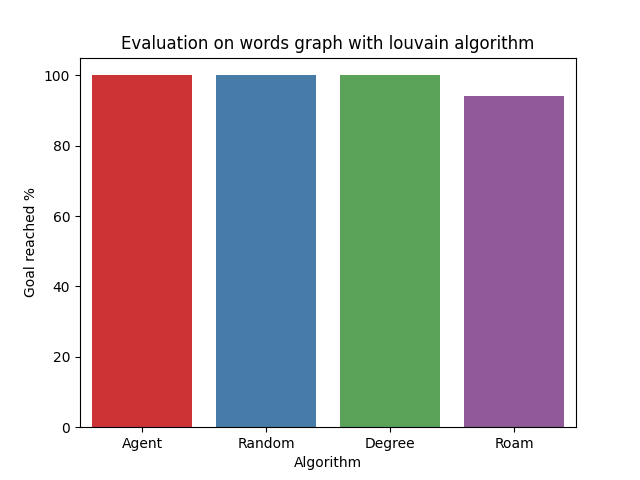 Evaluation on words graph with louvain algorithm
Goal reached %
100
80
60
40
20
0
Agent
Random
Degree
Roam
Algorithm